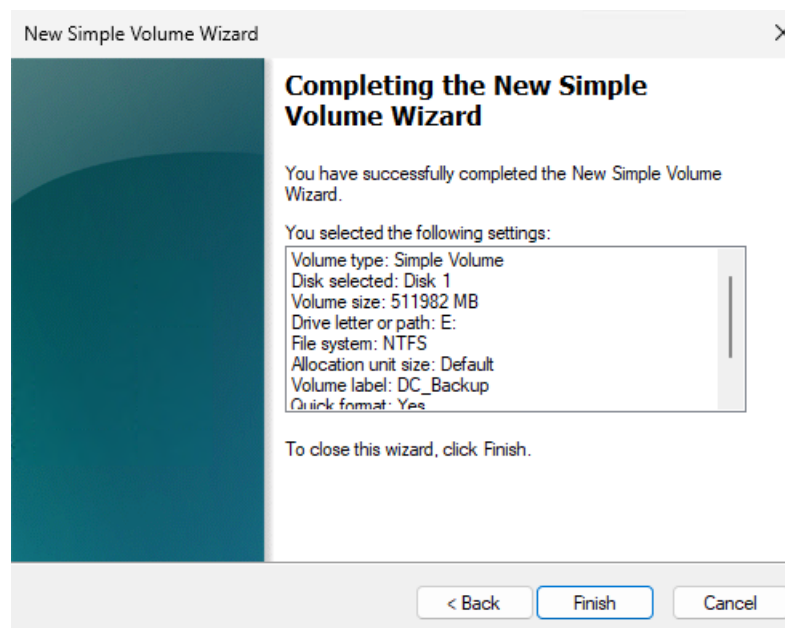 New Simple Volume Wizard
Completing the New Simple
Volume Wizard
You have successfully completed the New Simple Volume
Wizard.
You selected the following settings:
Volume type: Simple Volume
Disk selected: Disk 1
Volume size: 511982 MB
Drive letter or path: E:
File system: NTFS
Allocation unit size: Default
Volume label: DC_Backup
Quick format: Yes
To close this wizard, click Finish.
< Back
Finish
Cancel